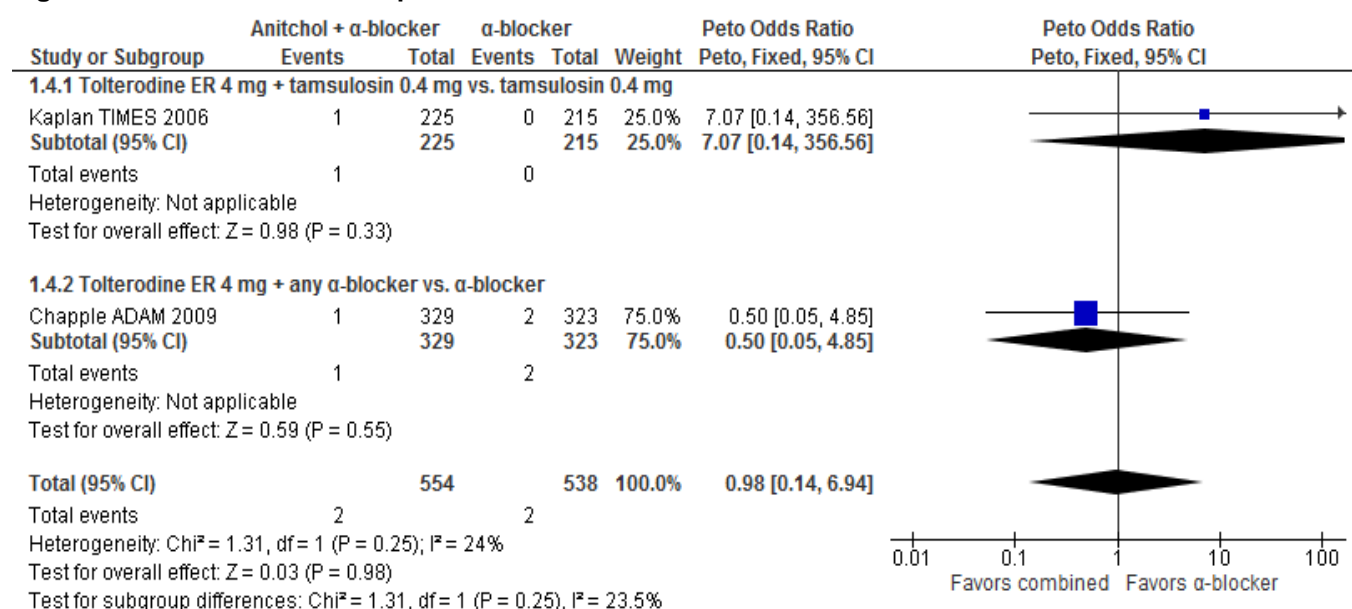 Anitchol + α-blocker α-blocker Peto Odds Ratio Peto Odds Ratio
Study or Subgroup Events Total Events Total Weight Peto, Fixed, 95% CI Peto, Fixed, 95% CI
1.4.1 Tolterodine ER 4 mg + tamsulosin 0.4 mg vs. tamsulosin 0.4 mg
Kaplan TIMES 2006 1 225 0 215 25.0% 7.07 [0.14, 356.56]
Subtotal (95% CI) 225 215 25.0% 7.07 [0.14, 356.56]
Total events 1 0
Heterogeneity: Not applicable
Test for overall effect: Z = 0.98 (P = 0.33)
1.4.2 Tolterodine ER 4 mg + any α-blocker vs. α-blocker
Chapple ADAM 2009 1 329 2 323 75.0% 0.50 [0.05, 4.85]
Subtotal (95% CI) 329 323 75.0% 0.50 [0.05, 4.85]
Total events 1 2
Heterogeneity: Not applicable
Test for overall effect: Z = 0.59 (P = 0.55)
Total (95% CI) 554 538 100.0% 0.98 [0.14, 6.94]
Total events 2 2
Heterogeneity: Chi² = 1.31, df = 1 (P = 0.25); I² = 24%
Test for overall effect: Z = 0.03 (P = 0.98)
Test for subgroup differences: Chi² = 1.31, df = 1 (P = 0.25), I² = 23.5%
0.01 0.1 1 10 100
Favors combined Favors α-blocker